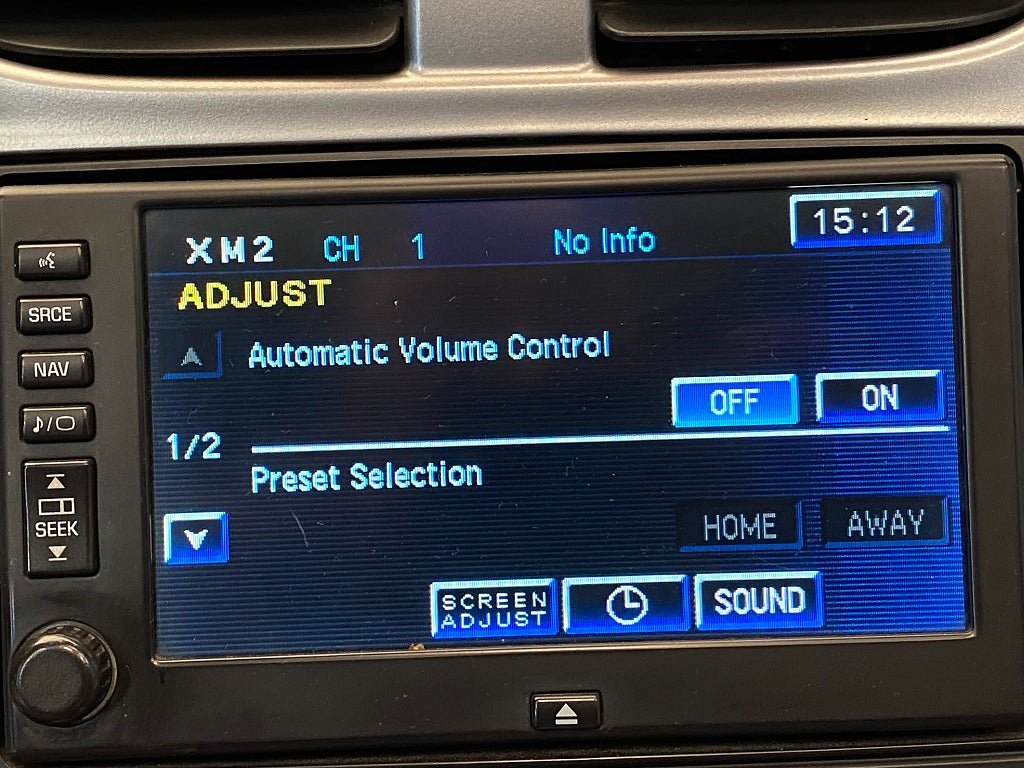 XM2 CH 1 No Info 15:12
ADJUST
Automatic Volume Control
OFF ON
1/2
Preset Selection
HOME AWAY
SCREEN ADJUST SOUND
SRCE
NAV
SEEK